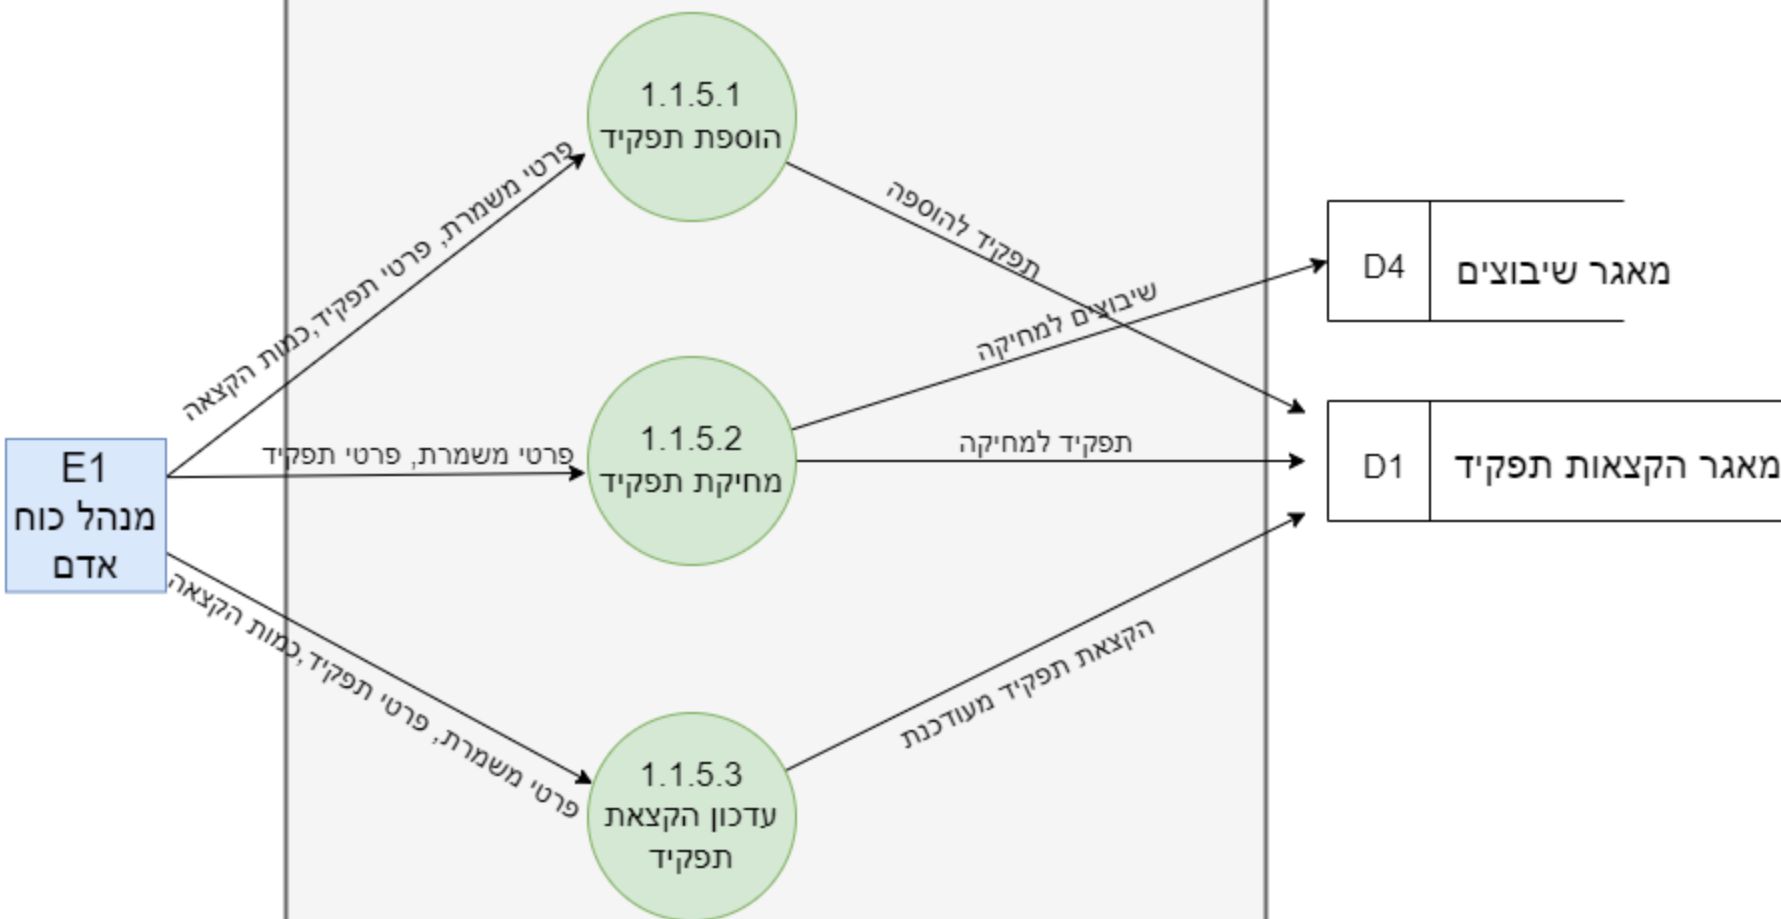 1.1.5.1
הוספת תפקיד
פרטי משמרת, פרטי תפקיד,כמות הקצאה
תפקיד להוספה
D4
מאגר שיבוצים
שיבוצים למחיקה
1.1.5.2
מחיקת תפקיד
פרטי משמרת, פרטי תפקיד
תפקיד למחיקה
D1
מאגר הקצאות תפקיד
E1
מנהל כוח
אדם
פרטי משמרת, פרטי תפקיד,כמות הקצאה
הקצאת תפקיד מעודכנת
1.1.5.3
עדכון הקצאת
תפקיד